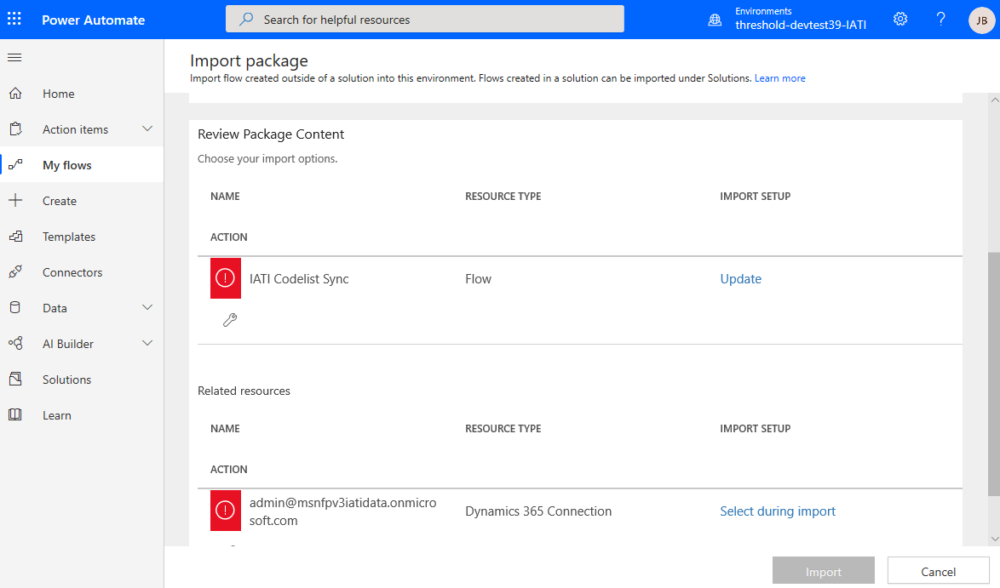 Power Automate
Search for helpful resources
Environments
threshold-devtest39-IATI
?
JB
Home
Action items
My flows
Create
Templates
Connectors
Data
AI Builder
Solutions
Learn
Import package
Import flow created outside of a solution into this environment. Flows created in a solution can be imported under Solutions. Learn more
Review Package Content
Choose your import options.
NAME RESOURCE TYPE IMPORT SETUP
ACTION
IATI Codelist Sync Flow Update
Related resources
NAME RESOURCE TYPE IMPORT SETUP
ACTION
admin@msnfpv3iatidata.onmicro
soft.com Dynamics 365 Connection Select during import
Import Cancel